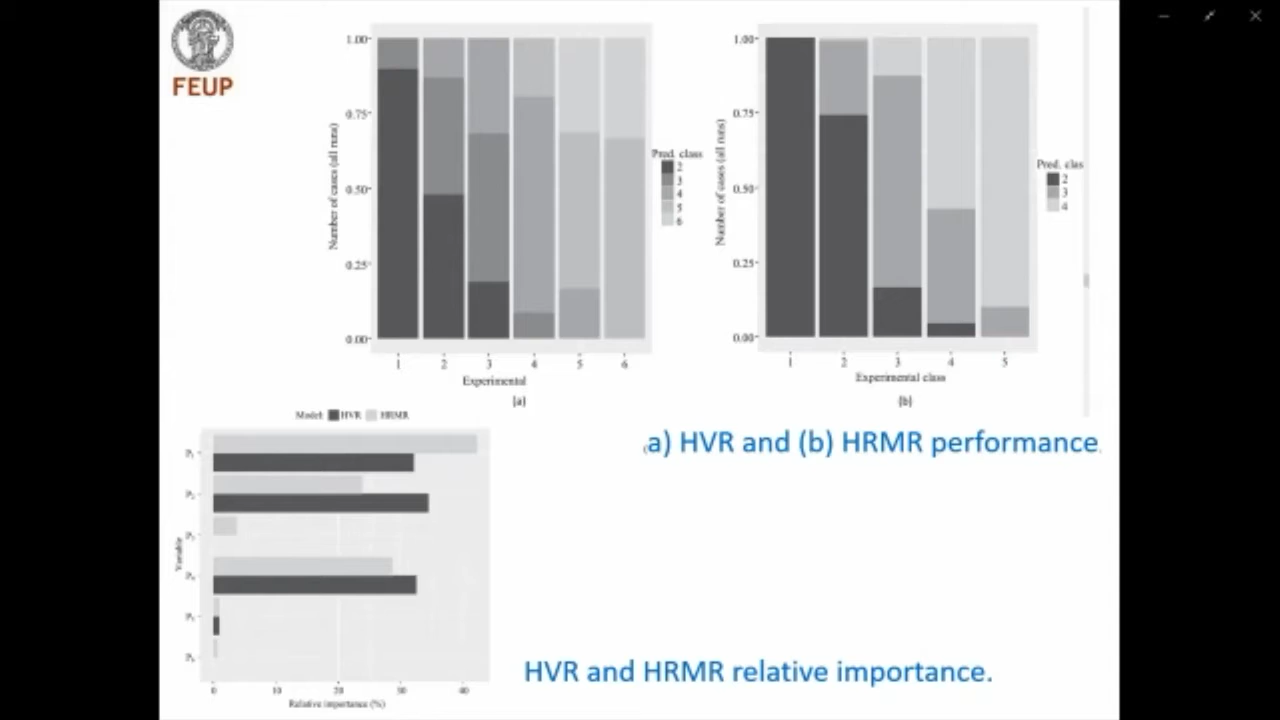 FEUP
1.00
0.75
0.50
0.25
0.00
Number of cases (all runs)
1 2 3 4 5 6
Experimental
(a)
Pred. class
2
3
4
5
6
1.00
0.75
0.50
0.25
0.00
Number of cases (all runs)
1 2 3 4 5
Experimental class
(b)
Pred. clas
2
3
4
(a) HVR and (b) HRMR performance.
Model: HVR HRMR
Variable
0 10 20 30 40
Relative importance (%)
HVR and HRMR relative importance.